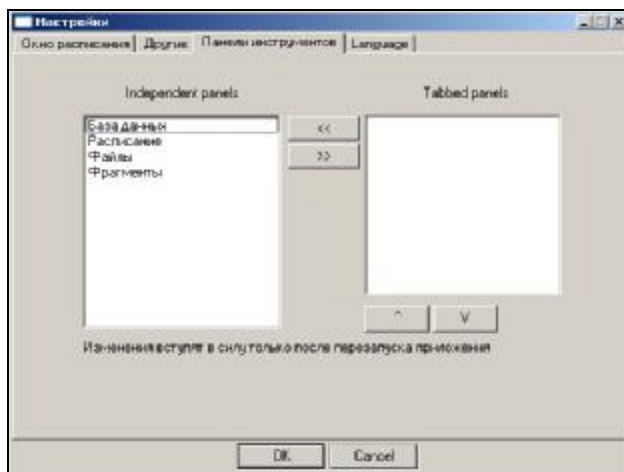 Настройки
Окно расписания Другие Панели инструментов Language
Independent panels Tabbed panels
База данных <<
Расписание >>
Файлы
Фрагменты
^ V
Изменения вступят в силу только после перезапуска приложения
OK Cancel